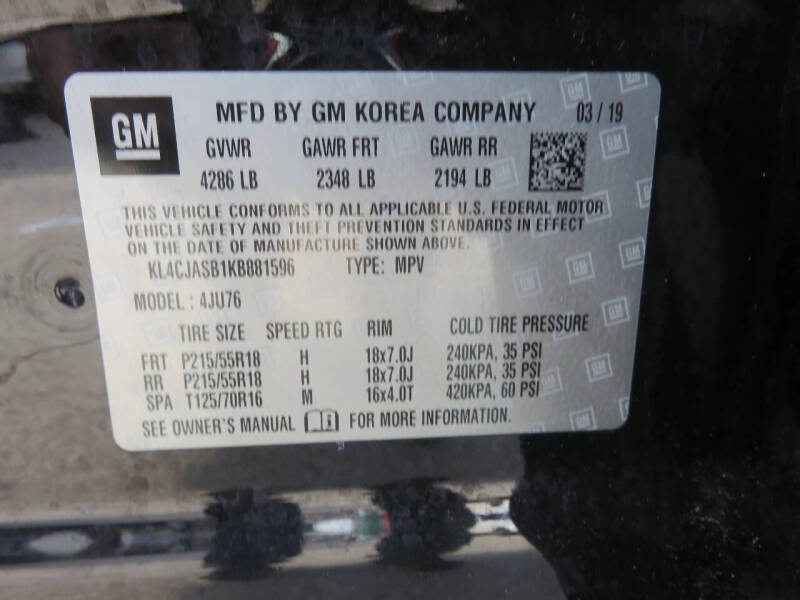 GM MFD BY GM KOREA COMPANY 03/19
GVWR GAWR FRT GAWR RR
4286 LB 2348 LB 2194 LB
THIS VEHICLE CONFORMS TO ALL APPLICABLE U.S. FEDERAL MOTOR
VEHICLE SAFETY AND THEFT PREVENTION STANDARDS IN EFFECT
ON THE DATE OF MANUFACTURE SHOWN ABOVE.
KL4CJASB1KB881596 TYPE: MPV
MODEL : 4JU76
TIRE SIZE SPEED RTG RIM COLD TIRE PRESSURE
FRT P215/55R18 H 18x7.0J 240KPA, 35 PSI
RR P215/55R18 H 18x7.0J 240KPA, 35 PSI
SPA T125/70R16 M 16x4.0T 420KPA, 60 PSI
SEE OWNER'S MANUAL FOR MORE INFORMATION.